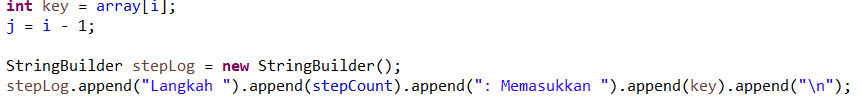 int key = array[i];
j = i - 1;
StringBuilder stepLog = new StringBuilder();
stepLog.append("Langkah ").append(stepCount).append(": Memasukkan ").append(key).append("\n");